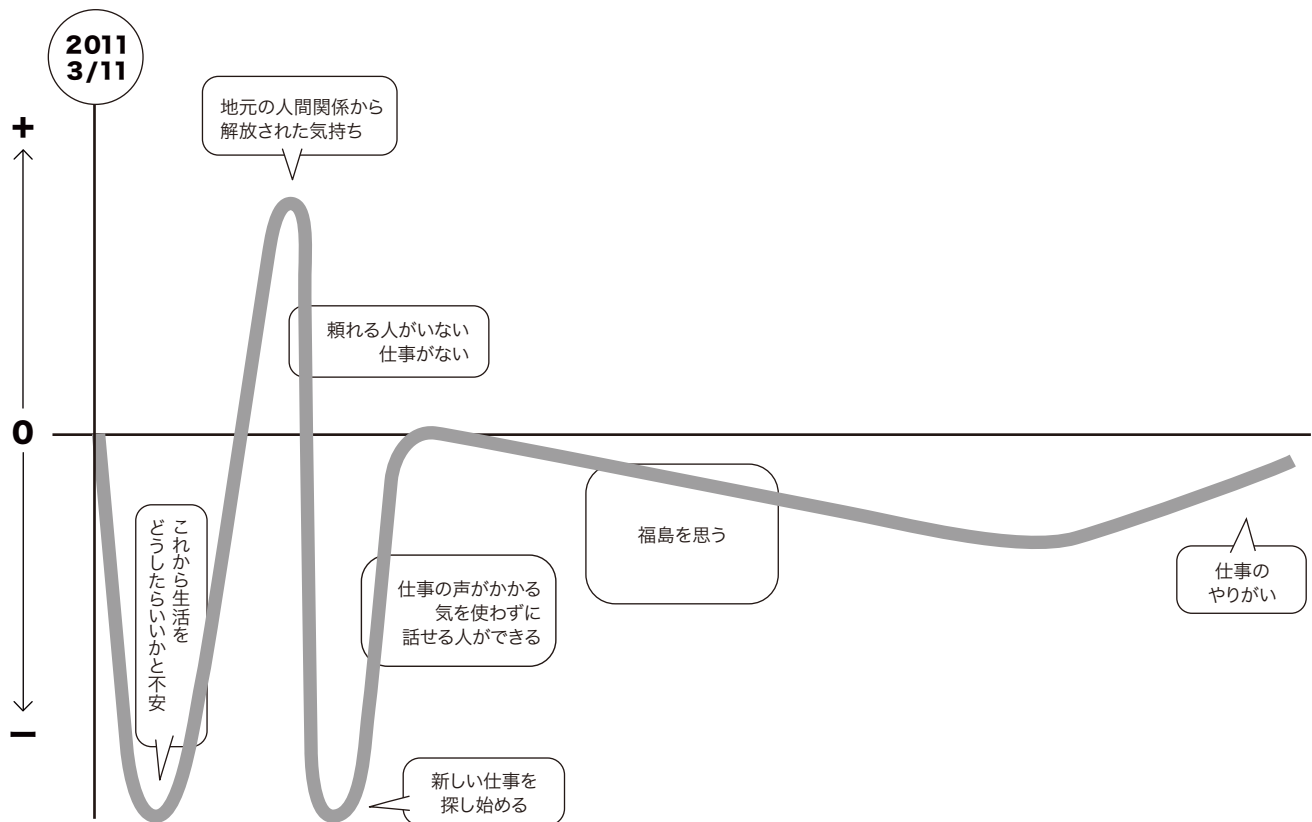 2011
3/11
+
0
−
地元の人間関係から
解放された気持ち
頼れる人がいない
仕事がない
これから生活を
どうしたらいいかと不安
仕事の声がかかる
気を使わずに
話せる人ができる
新しい仕事を
探し始める
福島を思う
仕事の
やりがい